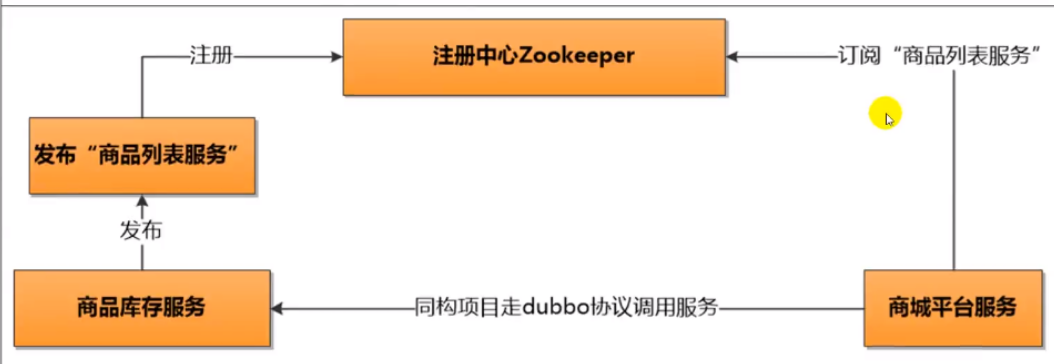 注册
注册中心Zookeeper
订阅“商品列表服务”
发布“商品列表服务”
发布
商品库存服务
同构项目走dubbo协议调用服务
商城平台服务